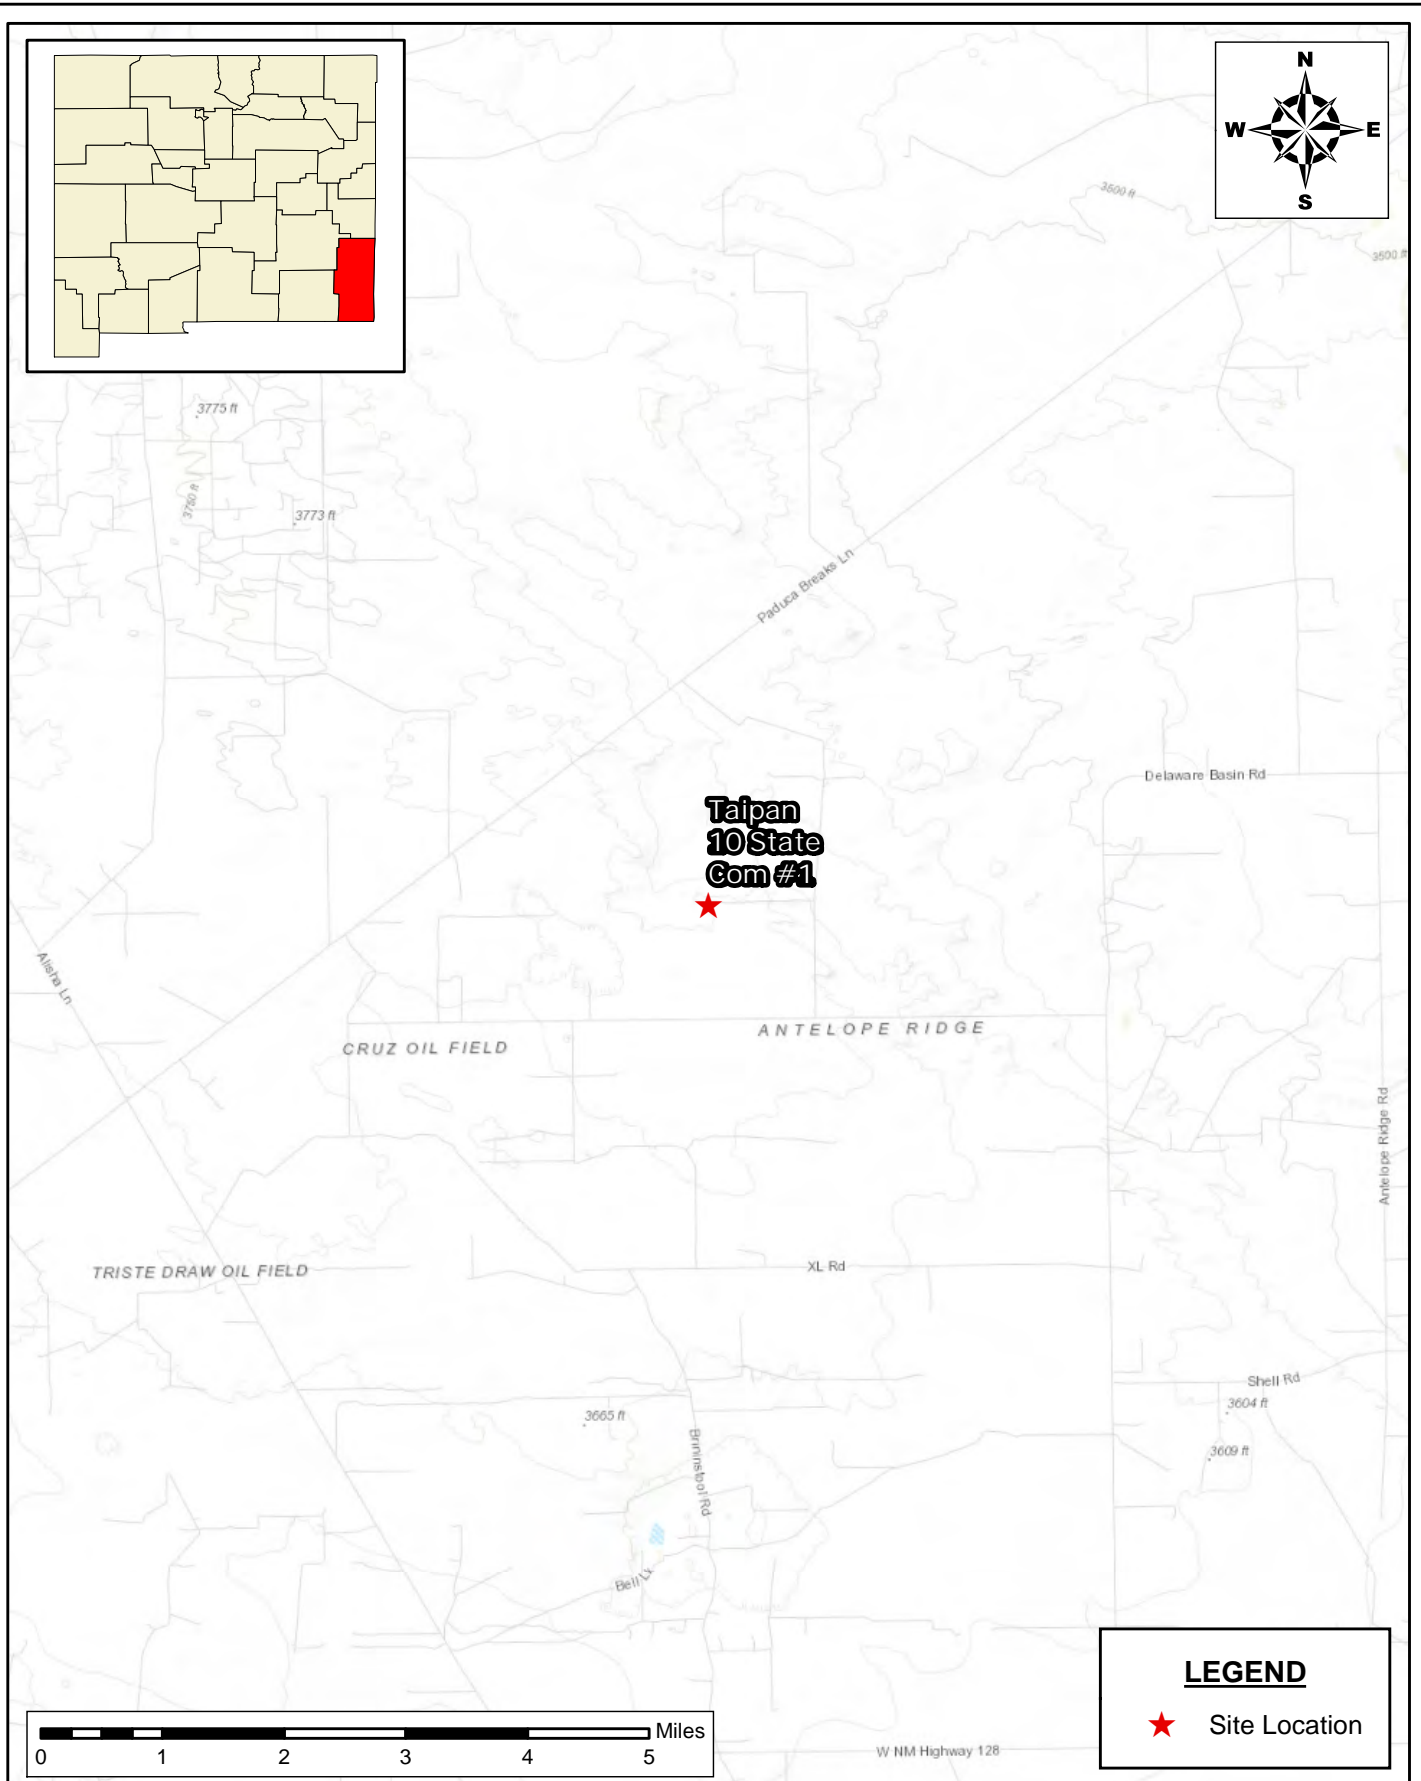 N
W E
S
3500 ft
3500 ft
3775 ft
3750 ft
3773 ft
Paduca Breaks Ln
Delaware Basin Rd
Taipan
10 State
Com #1
Alisha Ln
ANTELOPE RIDGE
CRUZ OIL FIELD
Antelope Ridge Rd
TRISTE DRAW OIL FIELD
XL Rd
Shell Rd
3604 ft
3665 ft
3609 ft
Brininstool Rd
Bell Lk
LEGEND
Site Location
Miles
0 1 2 3 4 5
W NM Highway 128